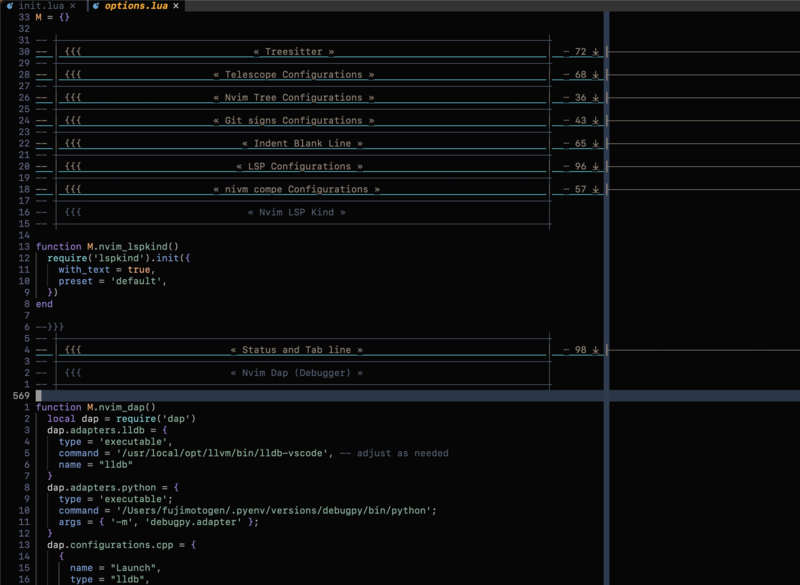 init.lua × options.lua ×
33 M = {}
32
31 --
30 -- {{{ « Treesitter » — 72 ↓
29 --
28 -- {{{ « Telescope Configurations » — 68 ↓
27 --
26 -- {{{ « Nvim Tree Configurations » — 36 ↓
25 --
24 -- {{{ « Git signs Configurations » — 43 ↓
23 --
22 -- {{{ « Indent Blank Line » — 65 ↓
21 --
20 -- {{{ « LSP Configurations » — 96 ↓
19 --
18 -- {{{ « nivm compe Configurations » — 57 ↓
17 --
16 -- {{{ « Nvim LSP Kind »
15 --
14
13 function M.nvim_lspkind()
12 require('lspkind').init({
11 with_text = true,
10 preset = 'default',
9 })
8 end
7
6 --}}}
5 --
4 -- {{{ « Status and Tab line » — 98 ↓
3 --
2 -- {{{ « Nvim Dap (Debugger) »
1 --
569
1 function M.nvim_dap()
2 local dap = require('dap')
3 dap.adapters.lldb = {
4 type = 'executable',
5 command = '/usr/local/opt/llvm/bin/lldb-vscode', -- adjust as needed
6 name = "lldb"
7 }
8 dap.adapters.python = {
9 type = 'executable';
10 command = '/Users/fujimotogen/.pyenv/versions/debugpy/bin/python';
11 args = { '-m', 'debugpy.adapter' };
12 }
13 dap.configurations.cpp = {
14 {
15 name = "Launch",
16 type = "lldb",